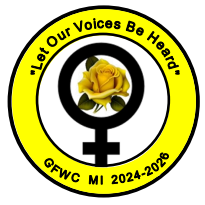 "Let Our Voices Be Heard"
GFWC MI 2024-2026